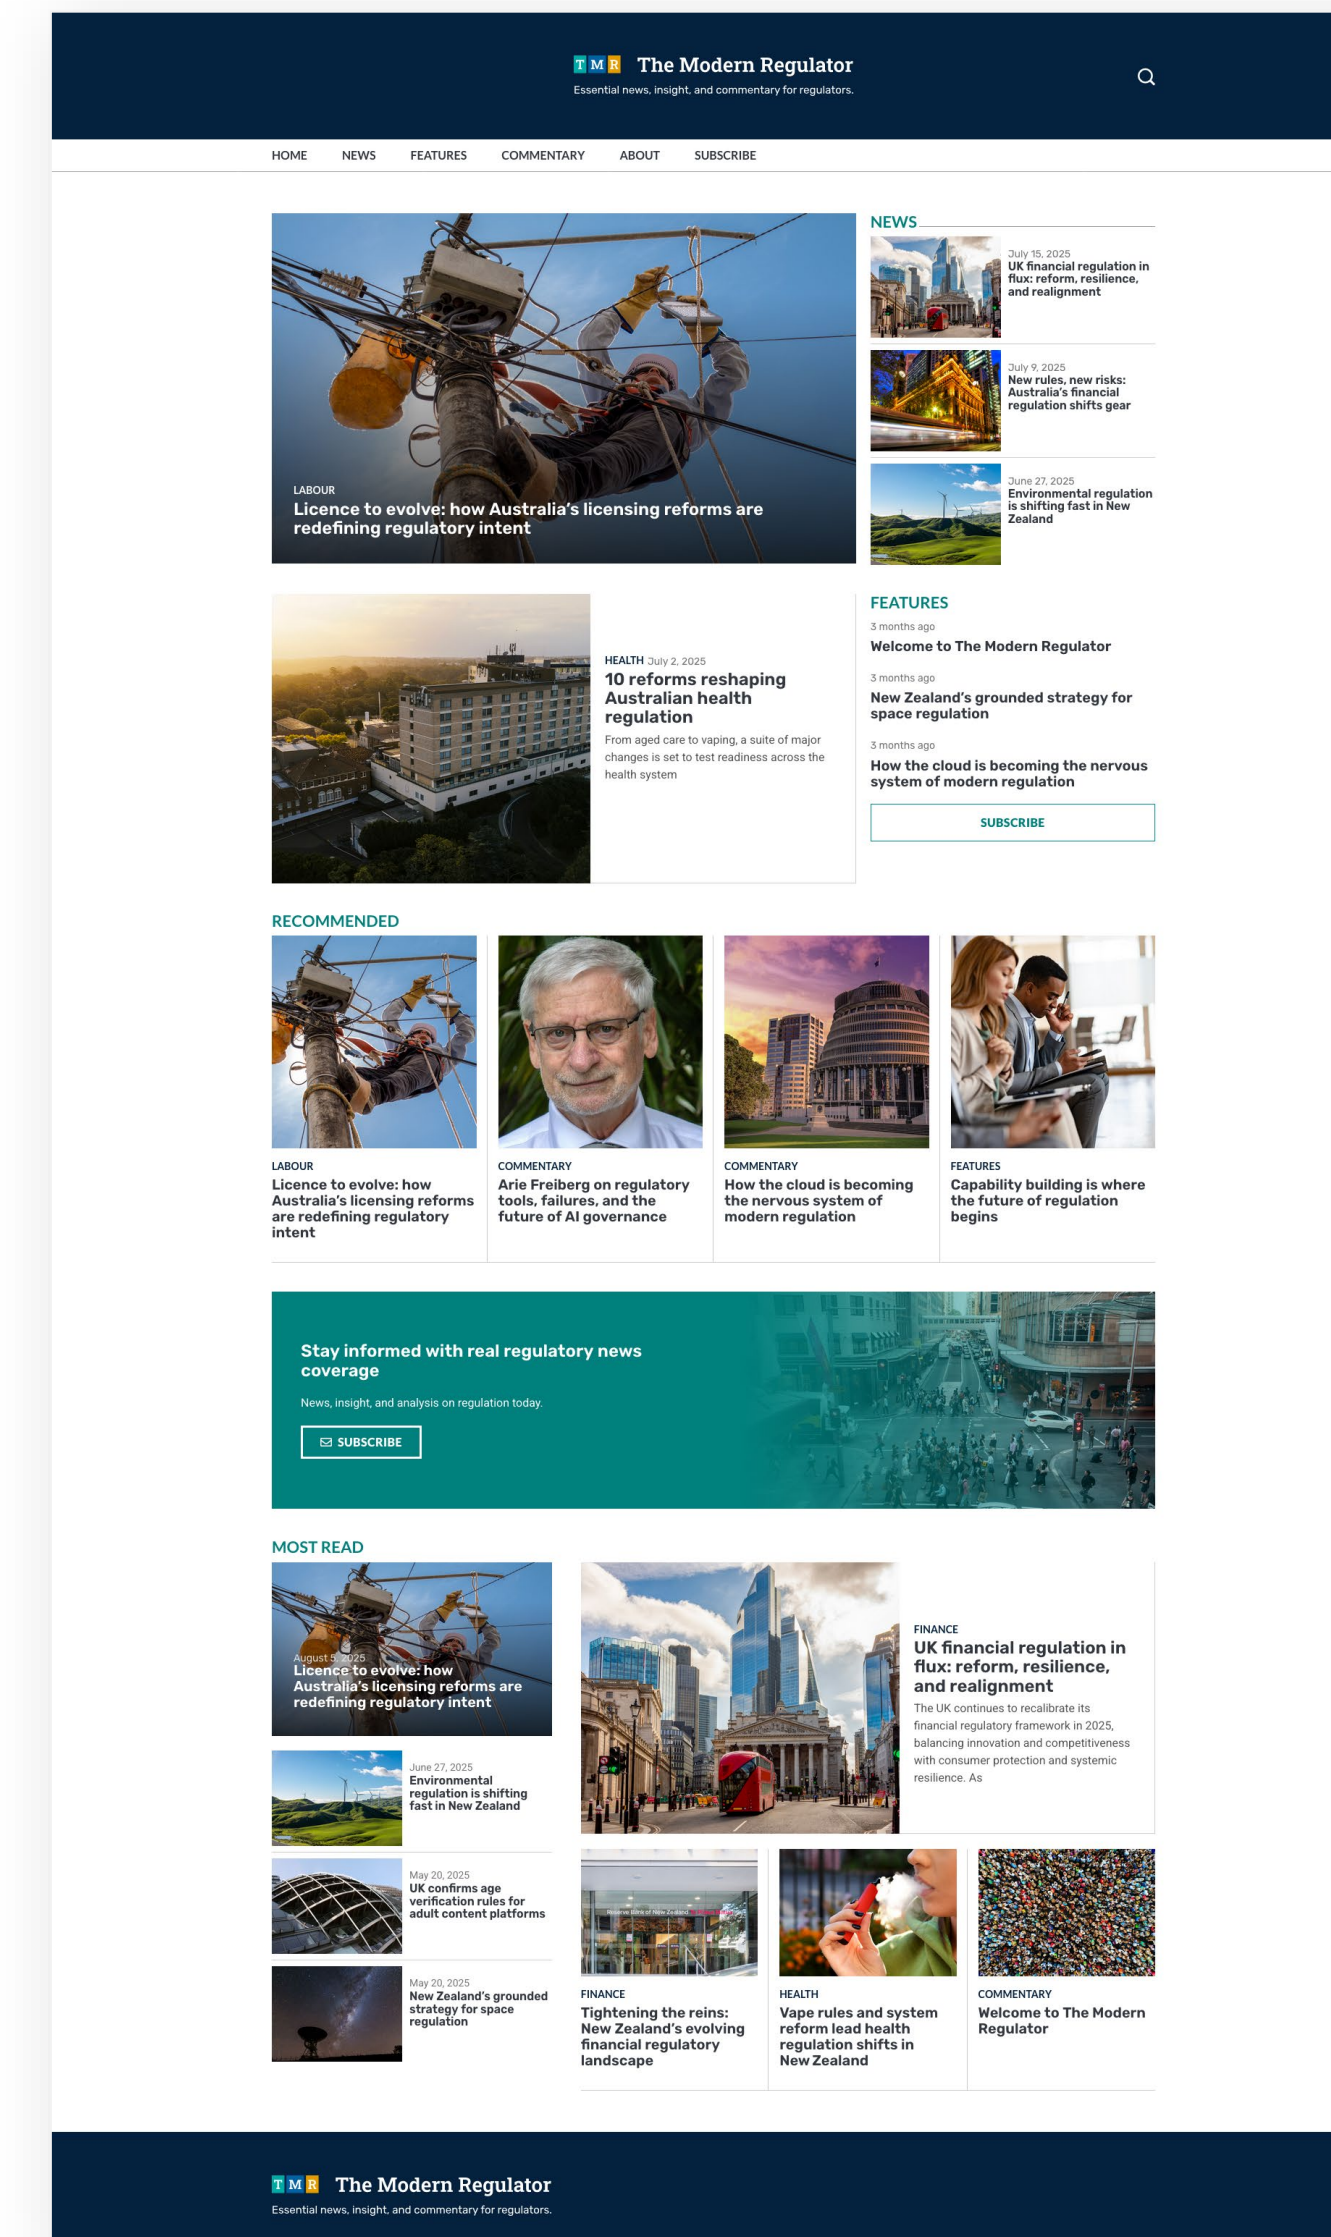 TMR The Modern Regulator
Essential news, insight, and commentary for regulators.
HOME NEWS FEATURES COMMENTARY ABOUT SUBSCRIBE
LABOUR
Licence to evolve: how Australia's licensing reforms are
redefining regulatory intent
NEWS
July 15, 2025
UK financial regulation in
flux: reform, resilience,
and realignment
July 9, 2025
New rules, new risks:
Australia's financial
regulation shifts gear
June 27, 2025
Environmental regulation
is shifting fast in New
Zealand
HEALTH July 2, 2025
10 reforms reshaping
Australian health
regulation
From aged care to vaping, a suite of major
changes is set to test readiness across the
health system
FEATURES
3 months ago
Welcome to The Modern Regulator
3 months ago
New Zealand's grounded strategy for
space regulation
3 months ago
How the cloud is becoming the nervous
system of modern regulation
SUBSCRIBE
RECOMMENDED
LABOUR
Licence to evolve: how
Australia's licensing reforms
are redefining regulatory
intent
COMMENTARY
Arie Freiberg on regulatory
tools, failures, and the
future of AI governance
COMMENTARY
How the cloud is becoming
the nervous system of
modern regulation
FEATURES
Capability building is where
the future of regulation
begins
Stay informed with real regulatory news
coverage
News, insight, and analysis on regulation today.
SUBSCRIBE
MOST READ
August 5, 2025
Licence to evolve: how
Australia's licensing reforms are
redefining regulatory intent
June 27, 2025
Environmental
regulation is shifting
fast in New Zealand
May 20, 2025
UK confirms age
verification rules for
adult content platforms
May 20, 2025
New Zealand's grounded
strategy for space
regulation
FINANCE
UK financial regulation in
flux: reform, resilience,
and realignment
The UK continues to recalibrate its
financial regulatory framework in 2025,
balancing innovation and competitiveness
with consumer protection and systemic
resilience. As
Reserve Bank of New Zealand
FINANCE
Tightening the reins:
New Zealand's evolving
financial regulatory
landscape
HEALTH
Vape rules and system
reform lead health
regulation shifts in
New Zealand
COMMENTARY
Welcome to The Modern
Regulator
TMR The Modern Regulator
Essential news, insight, and commentary for regulators.